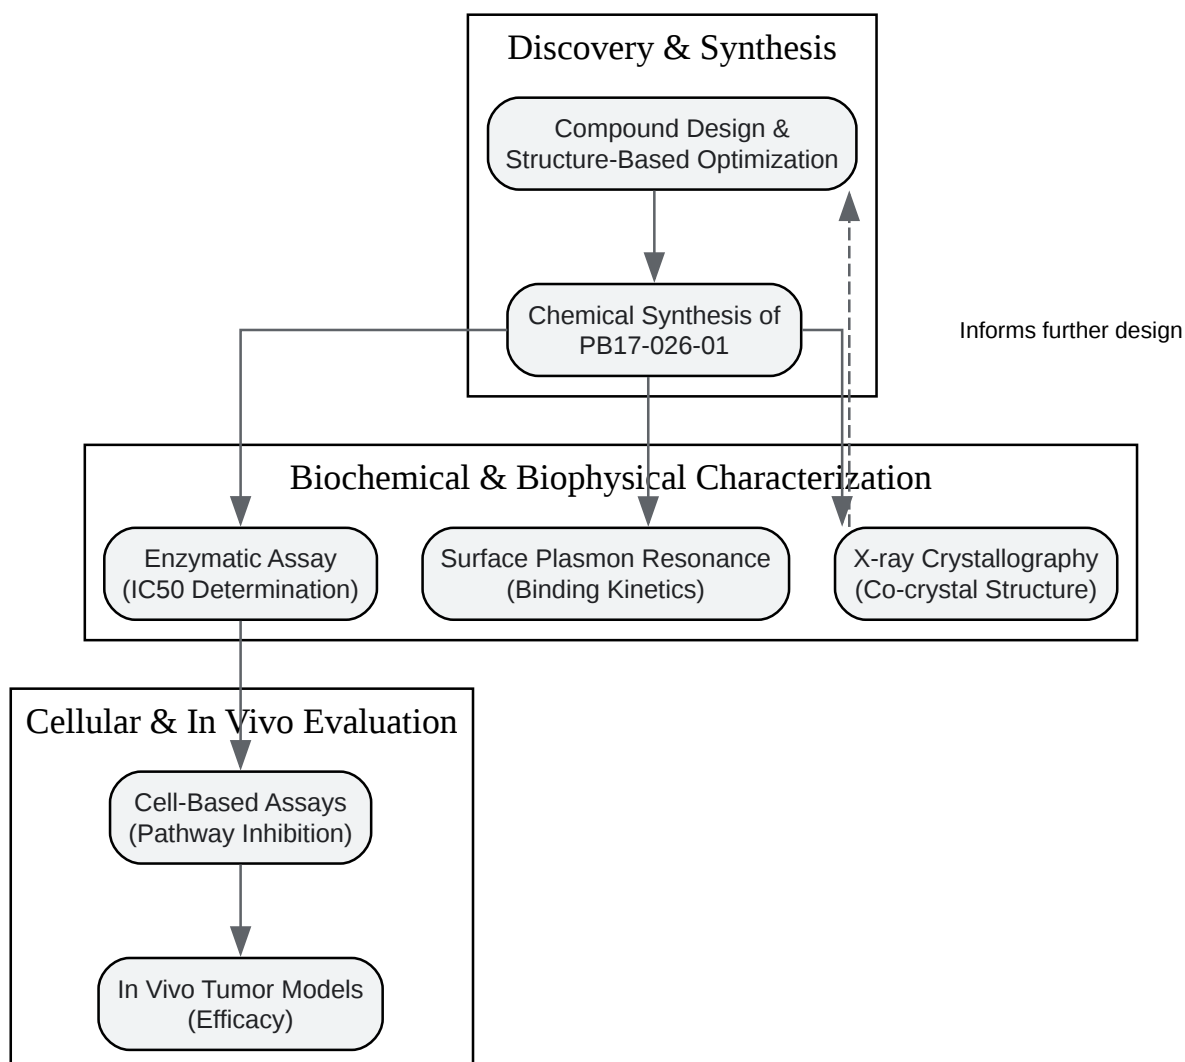 Discovery & Synthesis
Compound Design &
Structure-Based Optimization
Chemical Synthesis of
PB17-026-01
Informs further design
Biochemical & Biophysical Characterization
Enzymatic Assay
(IC50 Determination)
Surface Plasmon Resonance
(Binding Kinetics)
X-ray Crystallography
(Co-crystal Structure)
Cellular & In Vivo Evaluation
Cell-Based Assays
(Pathway Inhibition)
In Vivo Tumor Models
(Efficacy)